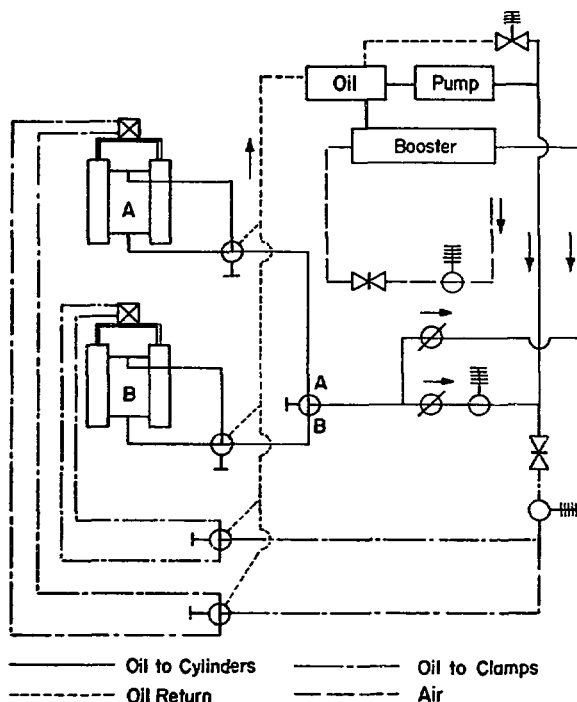 Oil
Pump
Booster
A
B
A
B
Oil to Cylinders
Oil to Clamps
Oil Return
Air